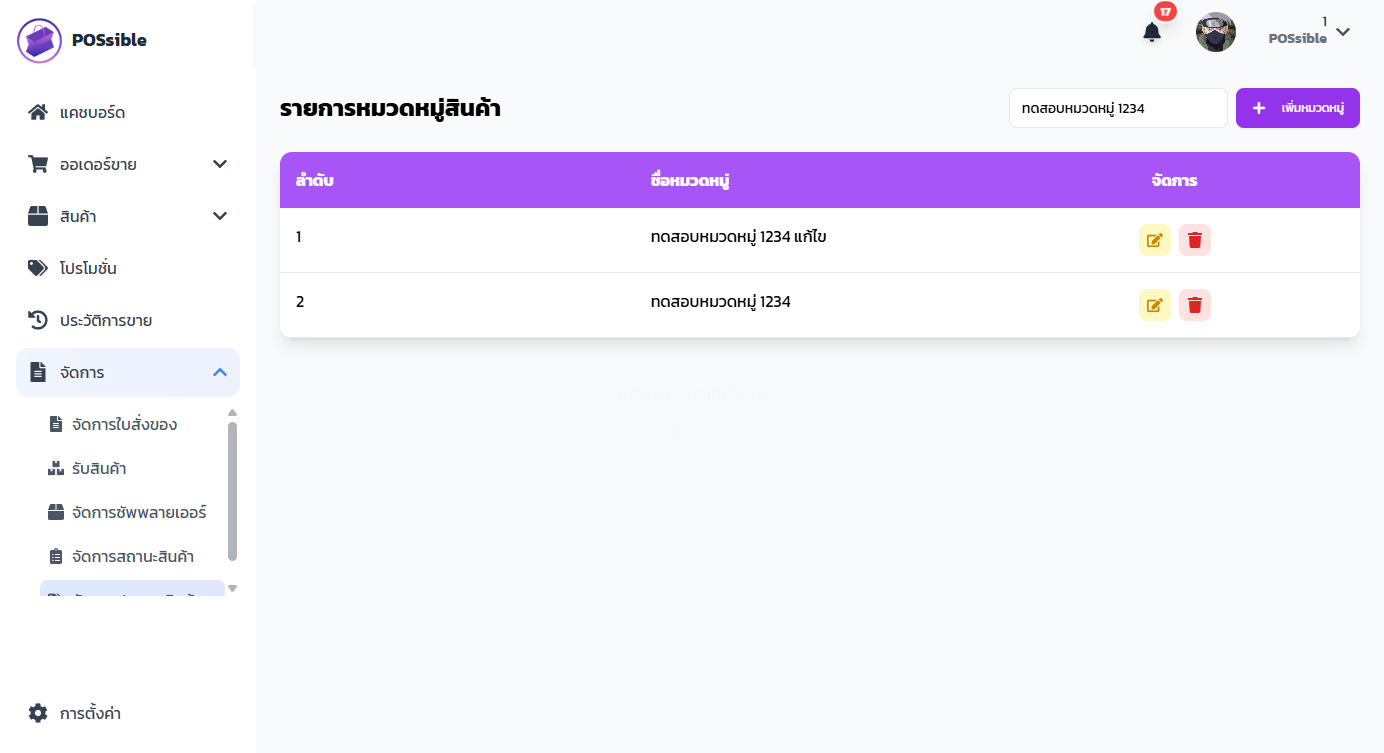 POSsible
17
1
POSsible
แดชบอร์ด
ออเดอร์ขาย
สินค้า
โปรโมชั่น
ประวัติการขาย
จัดการ
จัดการใบสั่งของ
รับสินค้า
จัดการซัพพลายเออร์
จัดการสถานะสินค้า
การตั้งค่า
รายการหมวดหมู่สินค้า
ทดสอบหมวดหมู่ 1234
เพิ่มหมวดหมู่
ลำดับ ชื่อหมวดหมู่ จัดการ
1 ทดสอบหมวดหมู่ 1234 แก้ไข
2 ทดสอบหมวดหมู่ 1234